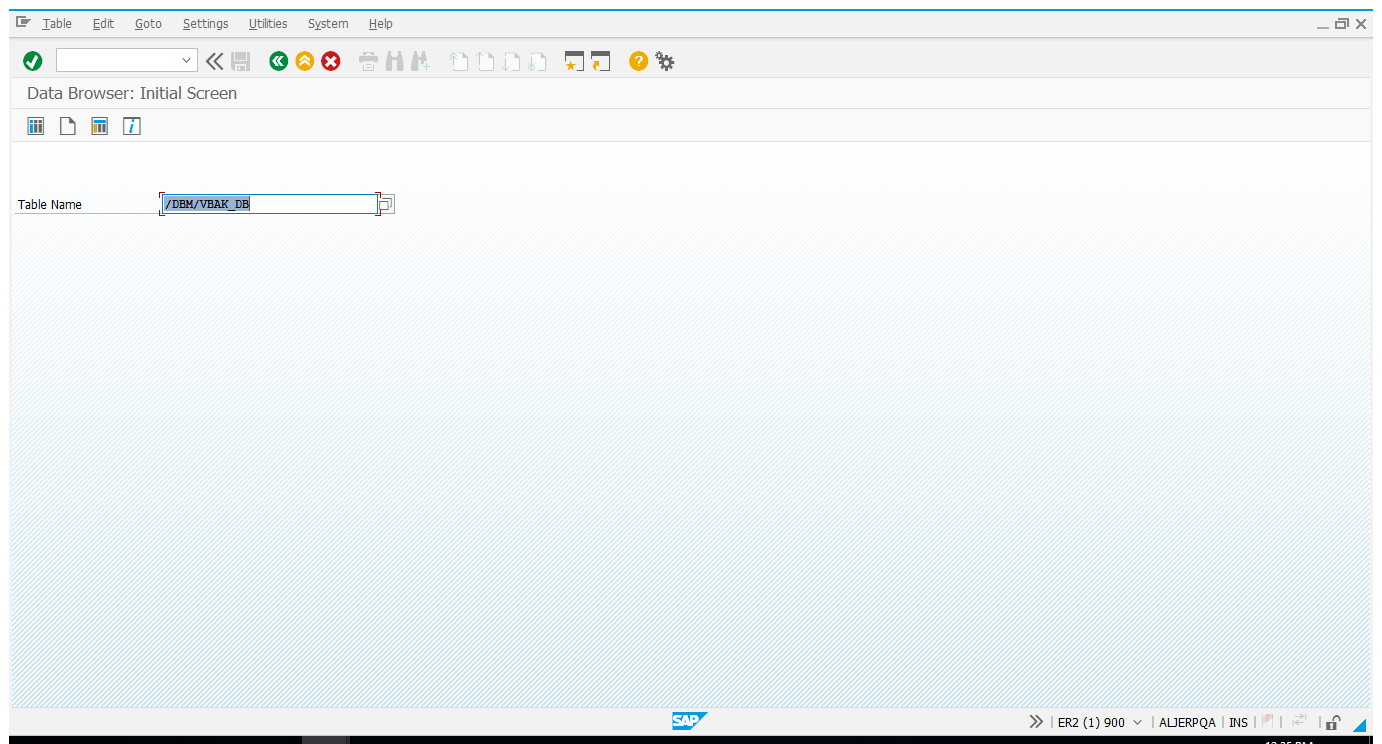 Table Edit Goto Settings Utilities System Help
Data Browser: Initial Screen
Table Name /DBM/VBAK_DB
SAP ER2 (1) 900 ALJERPQA INS